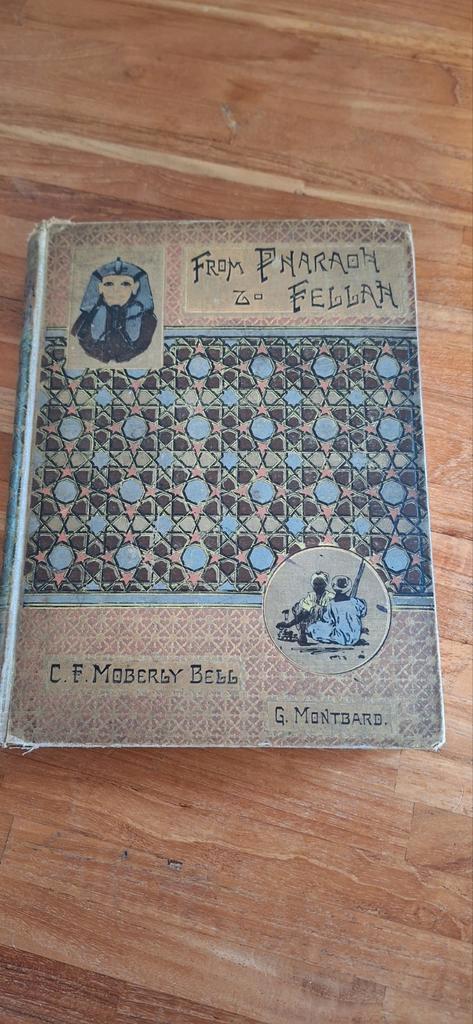 FROM PHARAOH
TO FELLAH
C. F. MOBERLY BELL
G. MONTBARD.